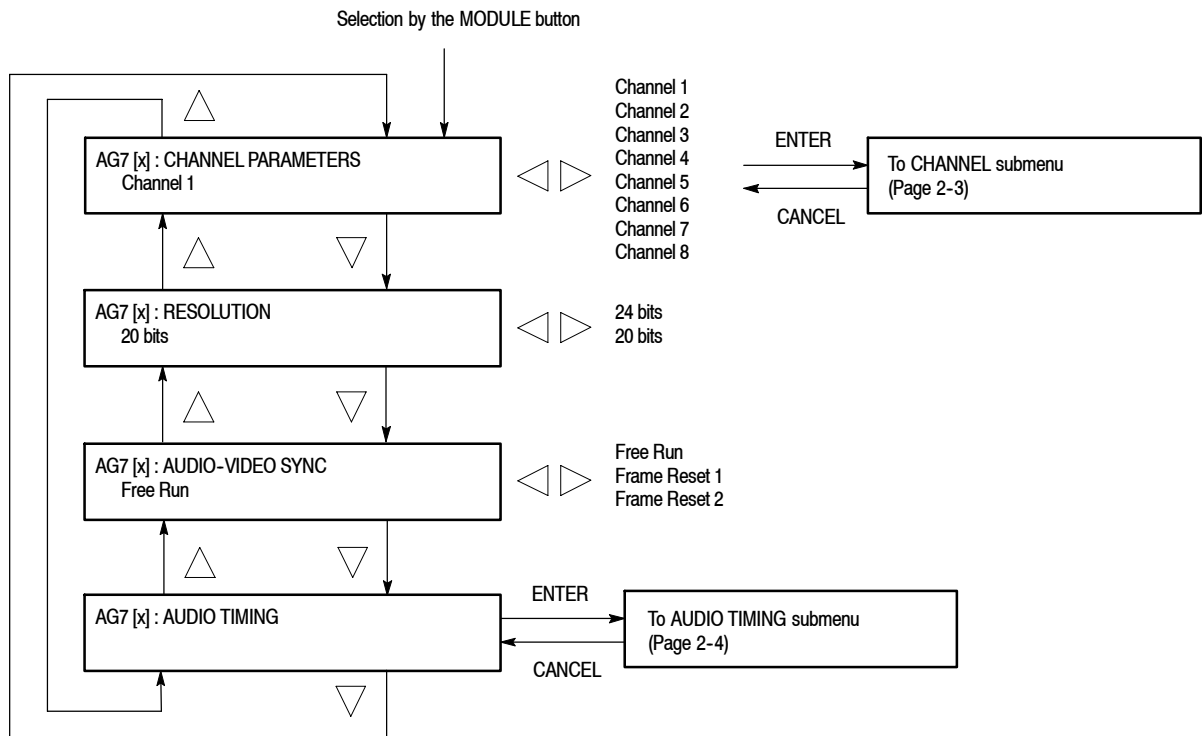 Selection by the MODULE button
AG7 [x] : CHANNEL PARAMETERS
Channel 1
Channel 1
Channel 2
Channel 3
Channel 4
Channel 5
Channel 6
Channel 7
Channel 8
ENTER
CANCEL
To CHANNEL submenu
(Page 2-3)
AG7 [x] : RESOLUTION
20 bits
24 bits
20 bits
AG7 [x] : AUDIO-VIDEO SYNC
Free Run
Free Run
Frame Reset 1
Frame Reset 2
AG7 [x] : AUDIO TIMING
ENTER
CANCEL
To AUDIO TIMING submenu
(Page 2-4)